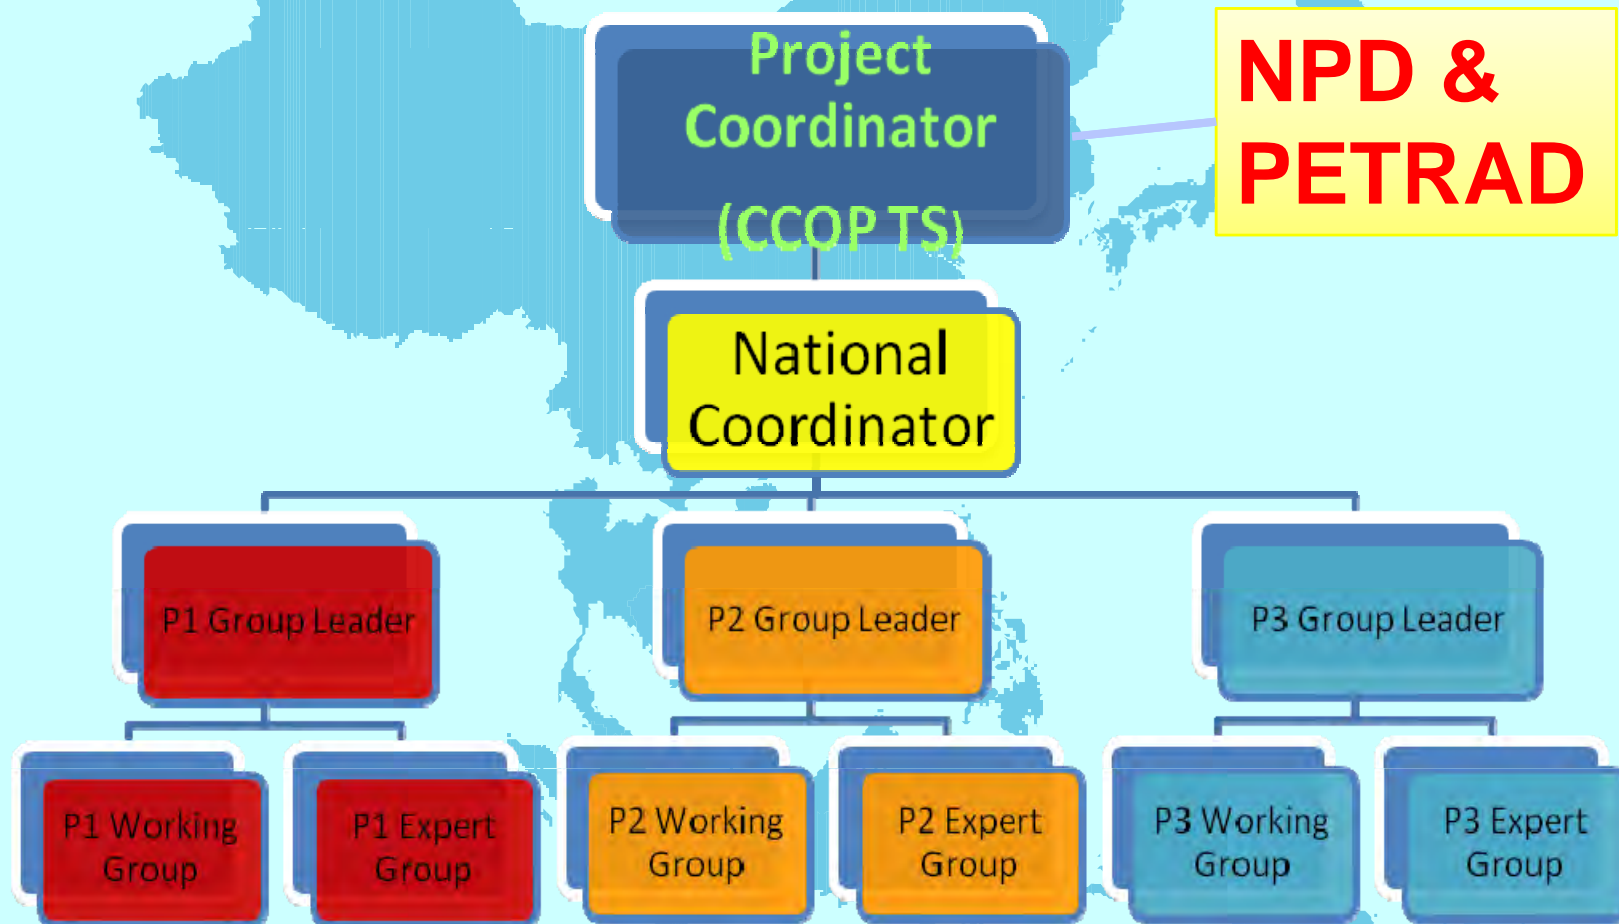 Project
Coordinator
(CCOP TS)
NPD &
PETRAD
National
Coordinator
P1 Group Leader
P2 Group Leader
P3 Group Leader
P1 Working
Group
P1 Expert
Group
P2 Working
Group
P2 Expert
Group
P3 Working
Group
P3 Expert
Group